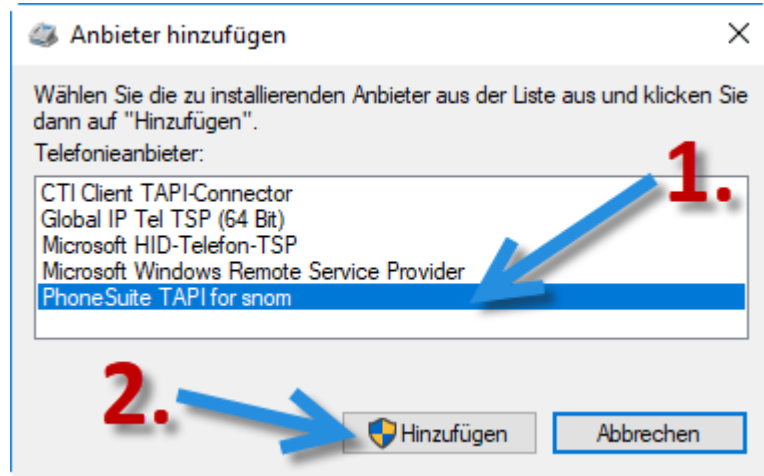 Anbieter hinzufügen
Wählen Sie die zu installierenden Anbieter aus der Liste aus und klicken Sie
dann auf "Hinzufügen".
Telefonieanbieter:
1.
CTI Client TAPI-Connector
Global IP Tel TSP (64 Bit)
Microsoft HID-Telefon-TSP
Microsoft Windows Remote Service Provider
PhoneSuite TAPI for snom
2.
Hinzufügen Abbrechen